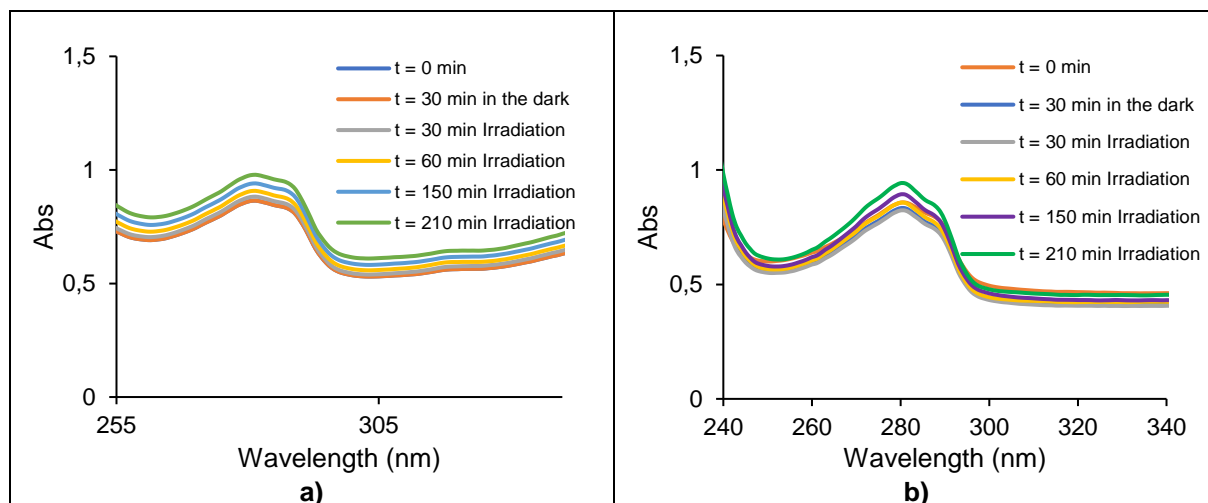 1,5
1
0,5
0
Abs
255
305
Wavelength (nm)
a)
t = 0 min
t = 30 min in the dark
t = 30 min Irradiation
t = 60 min Irradiation
t = 150 min Irradiation
t = 210 min Irradiation
1,5
1
0,5
0
Abs
240
260
280
300
320
340
Wavelength (nm)
b)
t = 0 min
t = 30 min in the dark
t = 30 min Irradiation
t = 60 min Irradiation
t = 150 min Irradiation
t = 210 min Irradiation